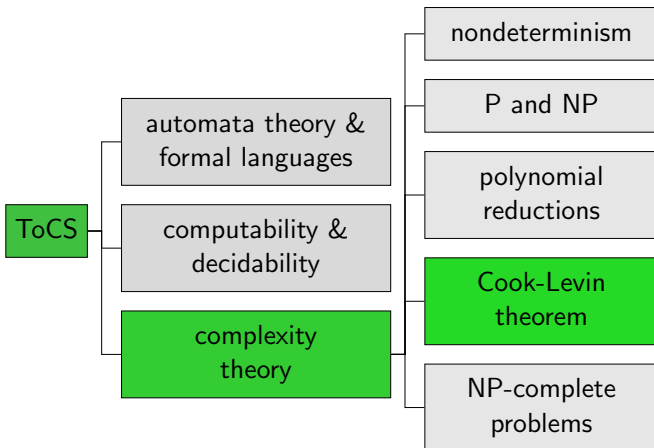 ToCS
automata theory &
formal languages
computability &
decidability
complexity
theory
nondeterminism
P and NP
polynomial
reductions
Cook-Levin
theorem
NP-complete
problems